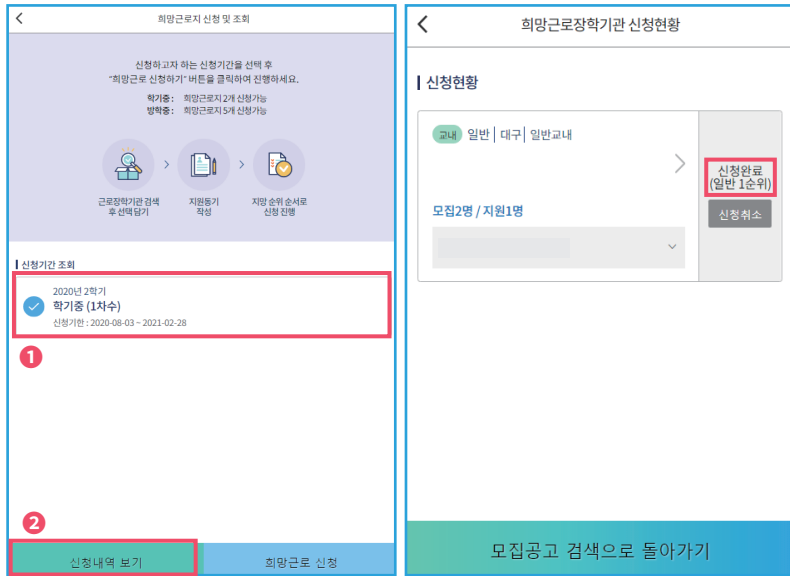 희망근로지 신청 및 조회
신청하고자 하는 신청기간을 선택 후
"희망근로 신청하기" 버튼을 클릭하여 진행하세요.
학기중 : 희망근로지 2개 신청가능
방학중 : 희망근로지 5개 신청가능
근로장학기관 검색
후 선택 담기
지원동기
작성
지망 순위 순서로
신청 진행
신청기간 조회
2020년 2학기
학기중 (1차수)
신청기한 : 2020-08-03 ~ 2021-02-28
1
2
신청내역 보기
희망근로 신청
희망근로장학기관 신청현황
신청현황
교내 일반 | 대구 | 일반교내
신청완료
(일반 1순위)
신청취소
모집2명 / 지원1명
모집공고 검색으로 돌아가기